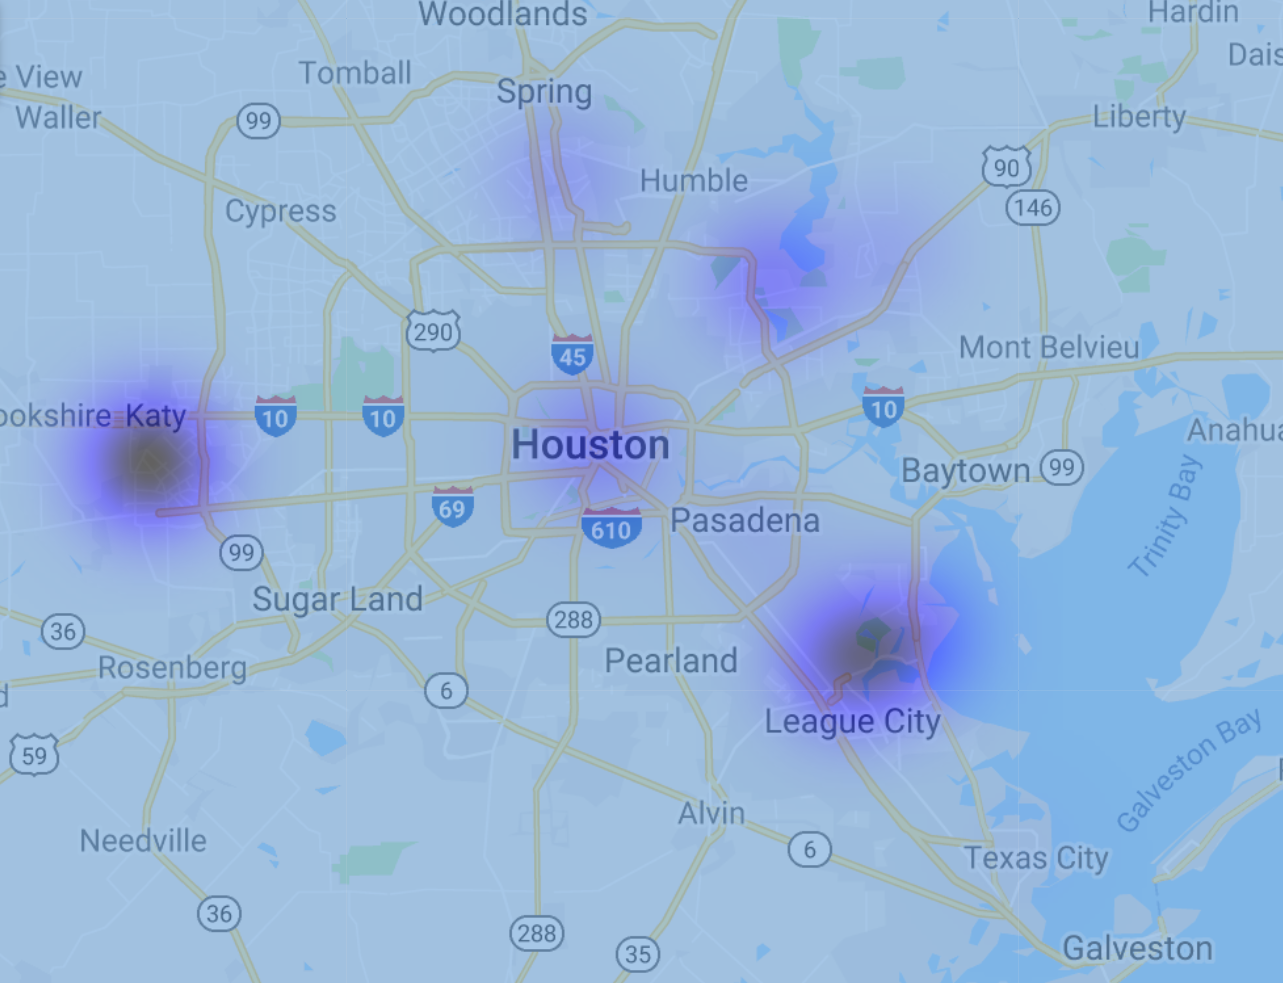 Woodlands
Hardin
Dais
e View
Tomball
Spring
Waller
99
Liberty
90
Humble
146
Cypress
290
45
Mont Belvieu
ookshire
Katy
10
10
10
Anahua
Houston
Baytown
99
69
610
Pasadena
Trinity Bay
99
Sugar Land
36
288
Rosenberg
Pearland
d
6
League City
59
Galveston Bay
Alvin
Needville
6
Texas City
36
288
35
Galveston